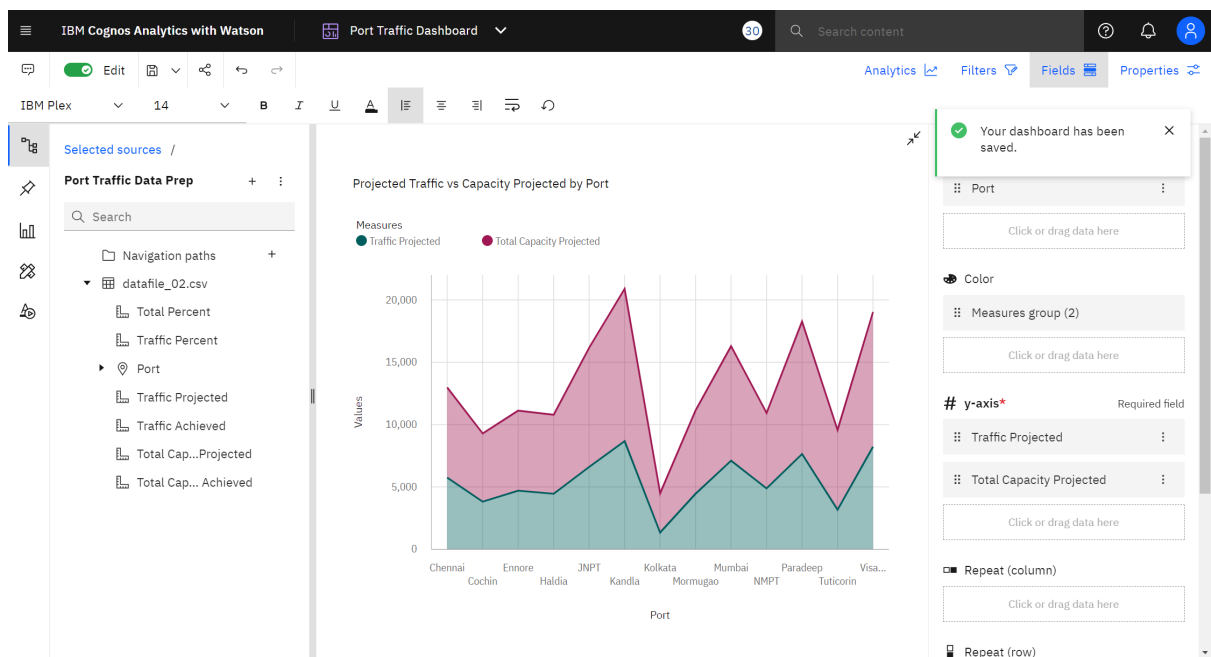 IBM Cognos Analytics with Watson
Port Traffic Dashboard
30
Search content
Edit
Analytics
Filters
Fields
Properties
IBM Plex
14
B
I
U
A
Your dashboard has been
saved.
Selected sources /
Port Traffic Data Prep
Search
Navigation paths
datafile_02.csv
Total Percent
Traffic Percent
Port
Traffic Projected
Traffic Achieved
Total Cap...Projected
Total Cap... Achieved
Projected Traffic vs Capacity Projected by Port
Measures
Traffic Projected
Total Capacity Projected
20,000
15,000
10,000
5,000
0
Values
Chennai
Cochin
Ennore
Haldia
JNPT
Kandla
Kolkata
Mormugao
Mumbai
NMPT
Paradeep
Tuticorin
Visa...
Port
Port
Click or drag data here
Color
Measures group (2)
Click or drag data here
# y-axis*
Required field
Traffic Projected
Total Capacity Projected
Click or drag data here
Repeat (column)
Click or drag data here
Repeat (row)